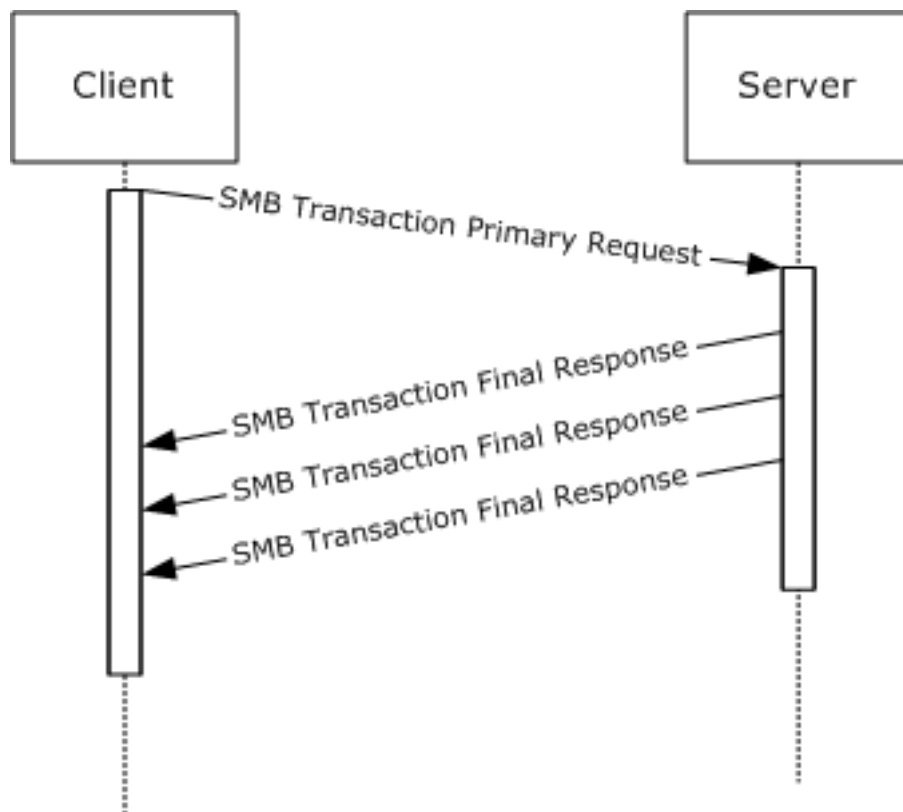 Client
Server
SMB Transaction Primary Request
SMB Transaction Final Response
SMB Transaction Final Response
SMB Transaction Final Response